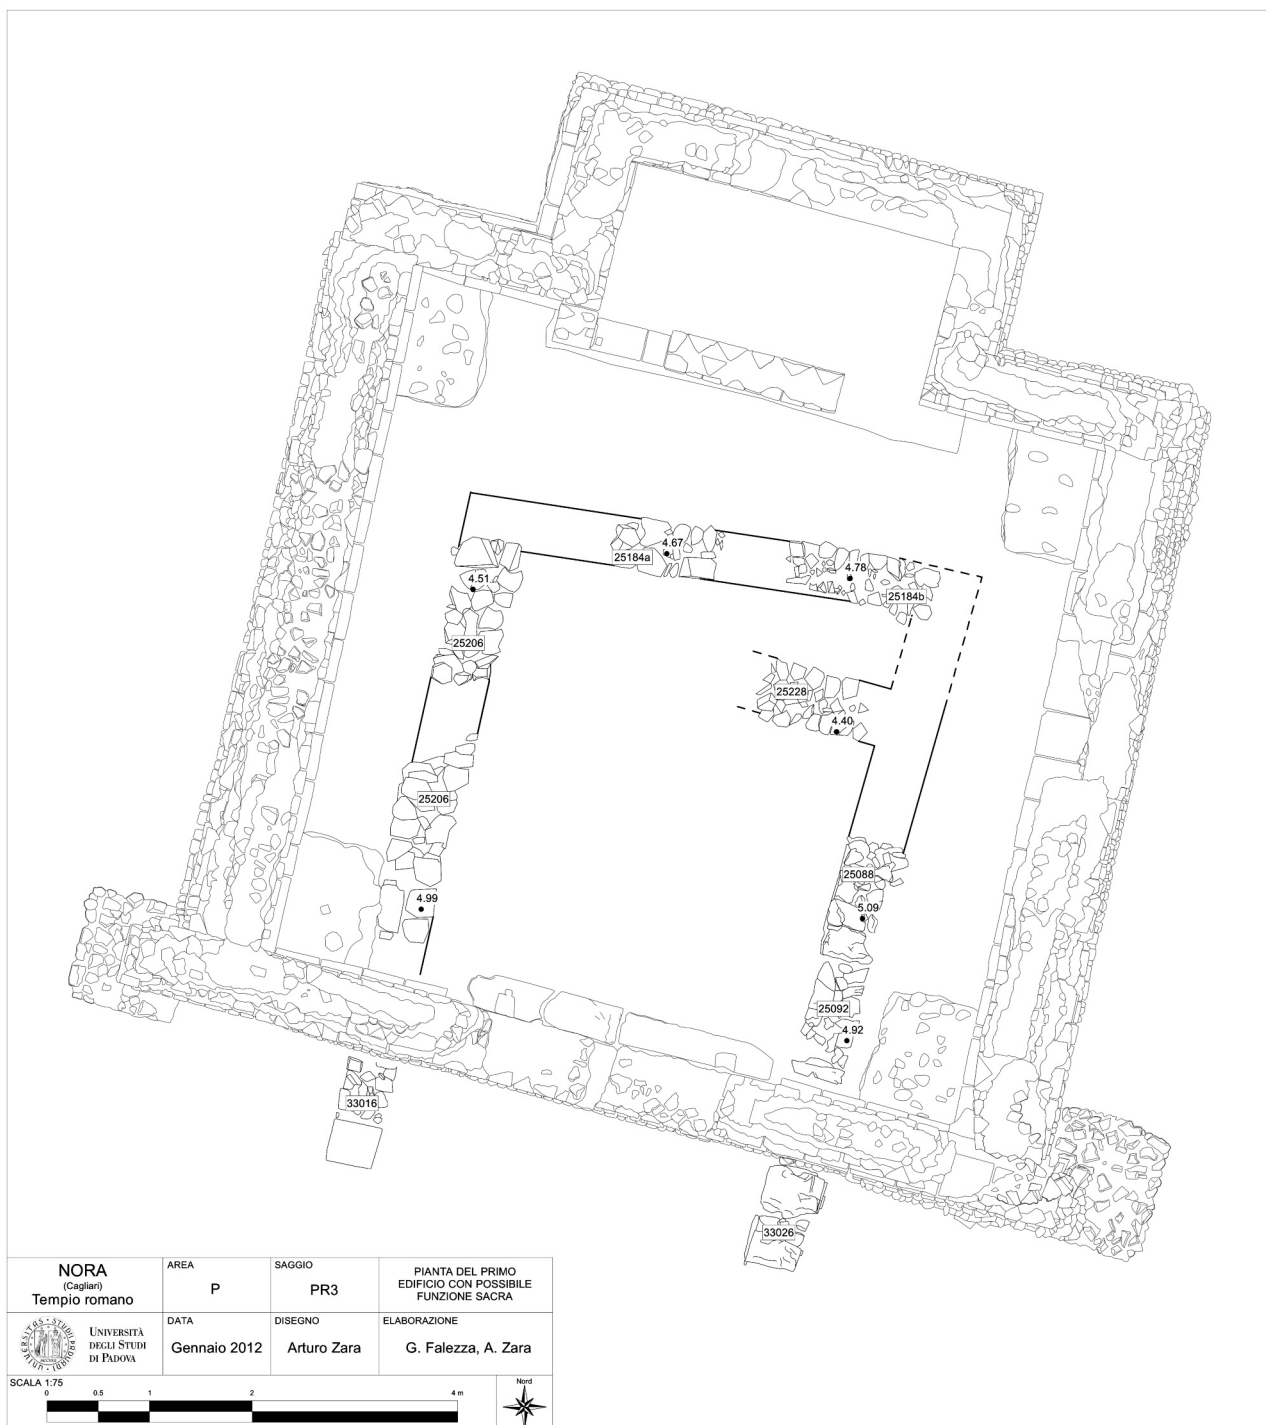 4.67
25184a
4.78
4.51
25184b
25206
25228
4.40
25206
25088
4.99
5.09
25092
4.92
33016
33026
NORA
(Cagliari)
Tempio romano
AREA
P
SAGGIO
PR3
PIANTA DEL PRIMO
EDIFICIO CON POSSIBILE
FUNZIONE SACRA
UNIVERSITÀ
DEGLI STUDI
DI PADOVA
DATA
Gennaio 2012
DISEGNO
Arturo Zara
ELABORAZIONE
G. Falezza, A. Zara
SCALA 1:75
0 0.5 1 2 4 m
Nord